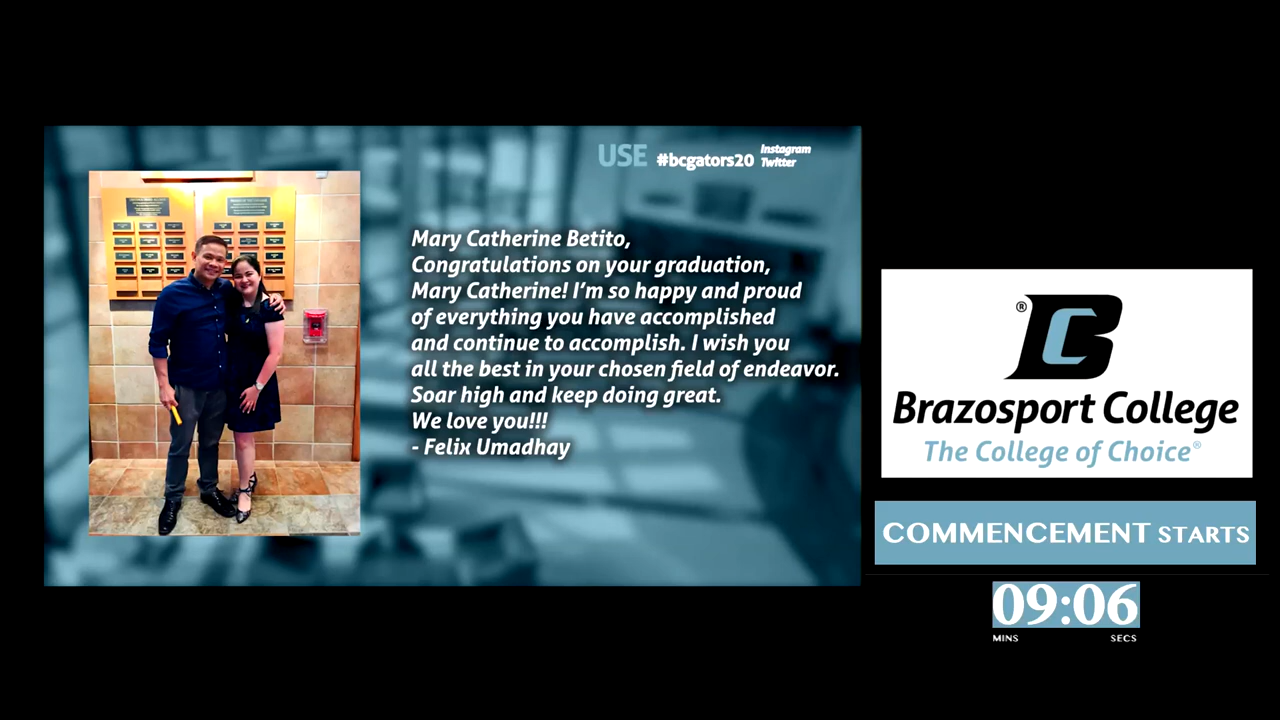 USE #bcgators20 Instagram
Twitter
Mary Catherine Betito,
Congratulations on your graduation,
Mary Catherine! I'm so happy and proud
of everything you have accomplished
and continue to accomplish. I wish you
all the best in your chosen field of endeavor.
Soar high and keep doing great.
We love you!!!
- Felix Umadhay
® BC
Brazosport College
The College of Choice®
COMMENCEMENT STARTS
09:06
MINS SECS